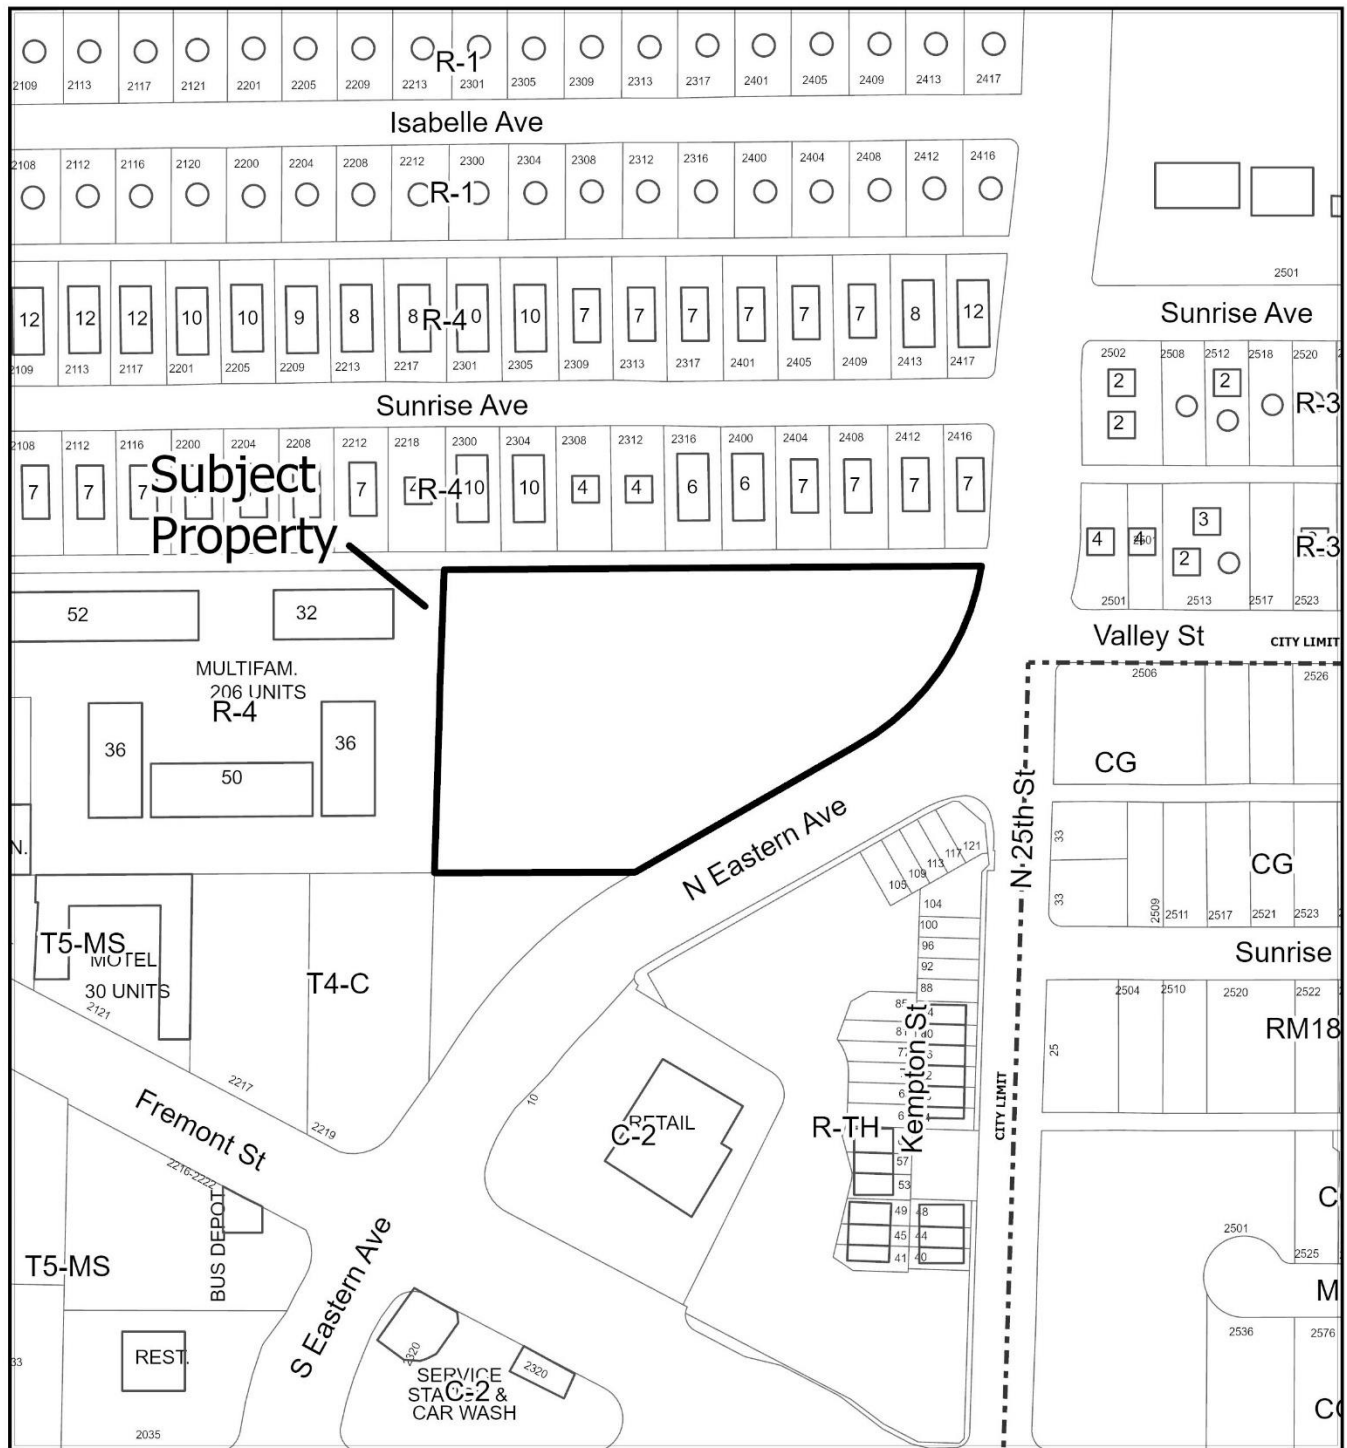 2109 2113 2117 2121 2201 2205 2209 2213 2301 2305 2309 2313 2317 2401 2405 2409 2413 2417
R-1
Isabelle Ave
2108 2112 2116 2120 2200 2204 2208 2212 2300 2304 2308 2312 2316 2400 2404 2408 2412 2416
R-1
2501
12 12 12 10 10 9 8 8 R-4 10 7 7 7 7 7 7 8 12
2109 2113 2117 2201 2205 2209 2213 2217 2301 2305 2309 2313 2317 2401 2405 2409 2413 2417
Sunrise Ave
Sunrise Ave
2502 2508 2512 2518 2520
2 2
2
R-3
2108 2112 2116 2200 2204 2208 2212 2218 2300 2304 2308 2312 2316 2400 2404 2408 2412 2416
7 7 7 7 R-4 10 10 4 4 6 6 7 7 7 7
Subject
Property
4 4 3 2
R-3
2501 2513 2517 2523
Valley St
CITY LIMIT
52 32
MULTIFAM.
206 UNITS
R-4
36 36
50
2506 2526
CG
N 25th St
N Eastern Ave
105 109 113 117 121
33
33
CG
2509 2511 2517 2521 2523
N.
104
100
96
92
88
Sunrise
T5-MS
MOTEL
30 UNITS
2121
T4-C
2217
2219
2504 2510 2520 2522
RM18
25
CITY LIMIT
Kempton St
R-TH
57
53
49 48
45 44
41 40
10
RETAIL
C-2
Fremont St
2216-2222
BUS DEPOT
T5-MS
S Eastern Ave
REST.
33
2035
2320
2320
SERVICE
STATION &
C-2
CAR WASH
2501
2525
2536 2576
C
M